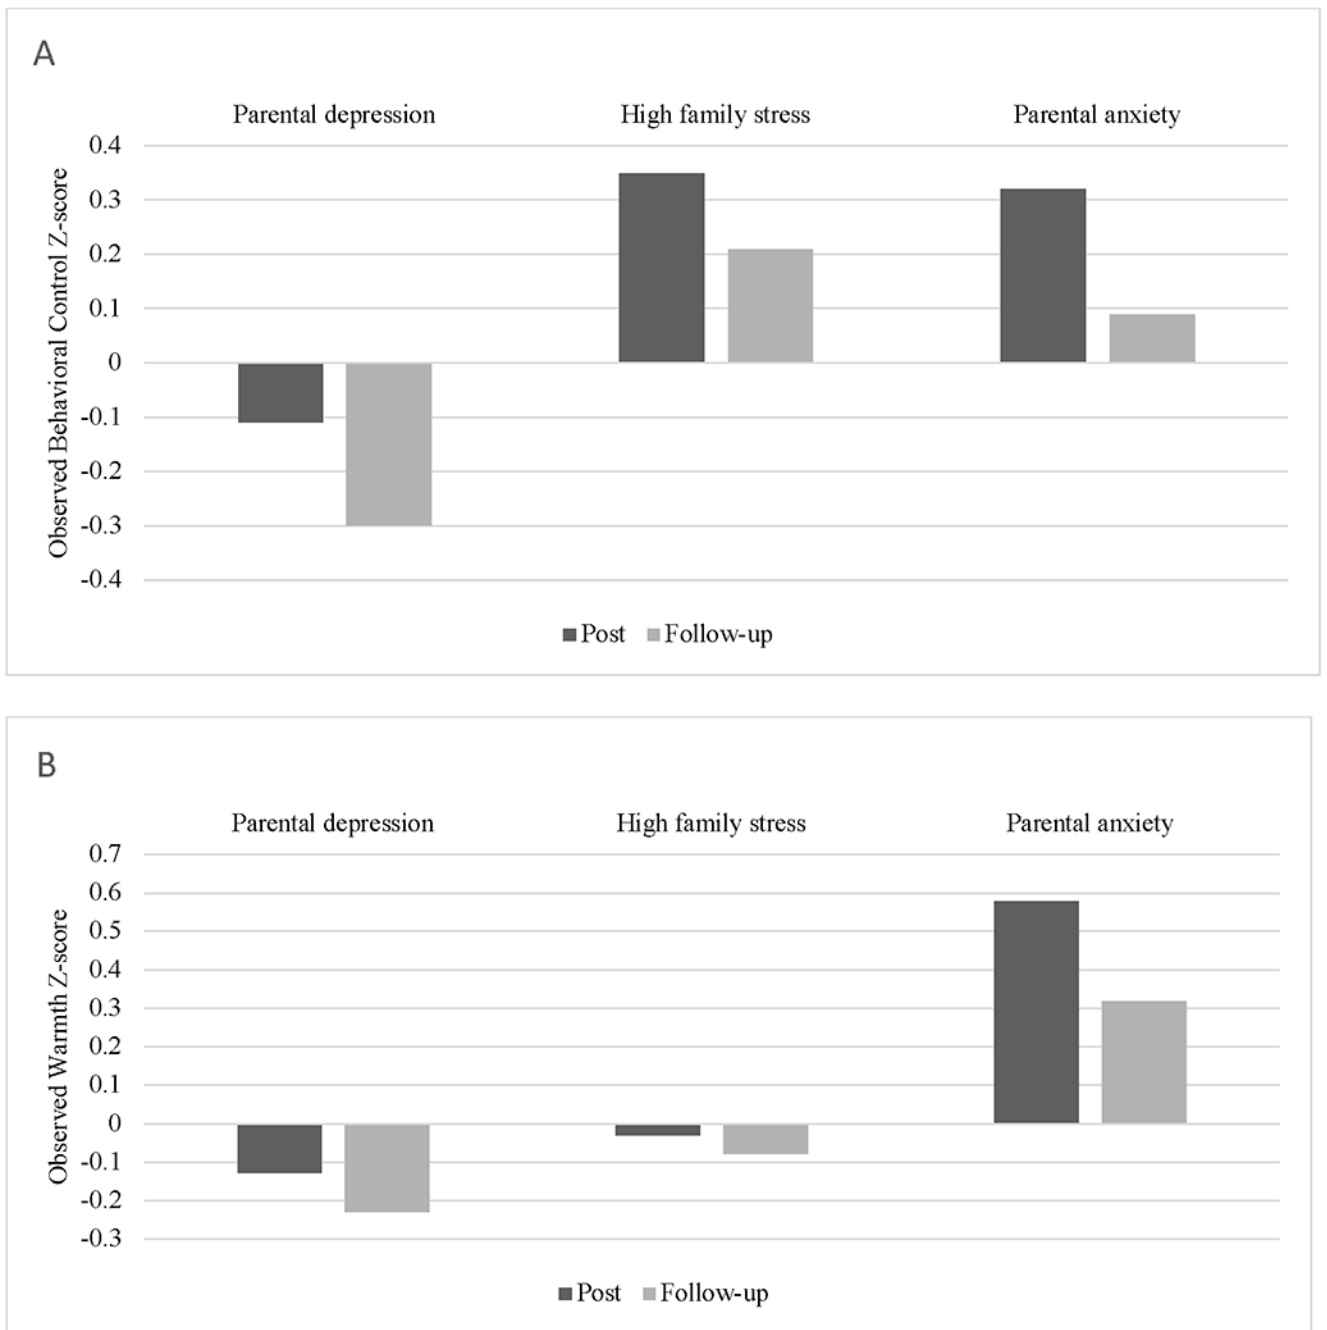 A
Parental depression High family stress Parental anxiety
0.4
0.3
0.2
0.1
0
-0.1
-0.2
-0.3
-0.4
Observed Behavioral Control Z-score
Post Follow-up
B
Parental depression High family stress Parental anxiety
0.7
0.6
0.5
0.4
0.3
0.2
0.1
0
-0.1
-0.2
-0.3
Observed Warmth Z-score
Post Follow-up